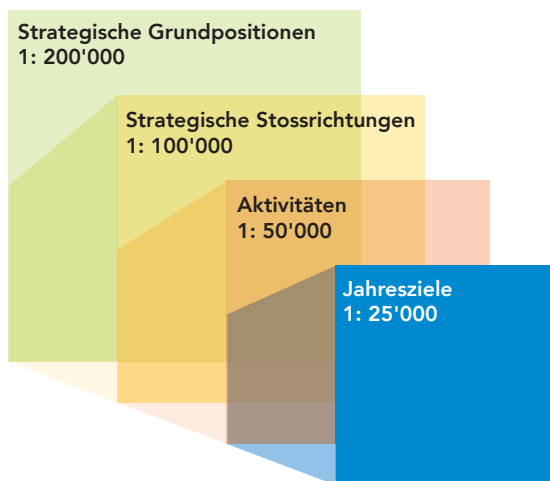 Strategische Grundpositionen
1: 200'000
Strategische Stossrichtungen
1: 100'000
Aktivitäten
1: 50'000
Jahresziele
1: 25'000